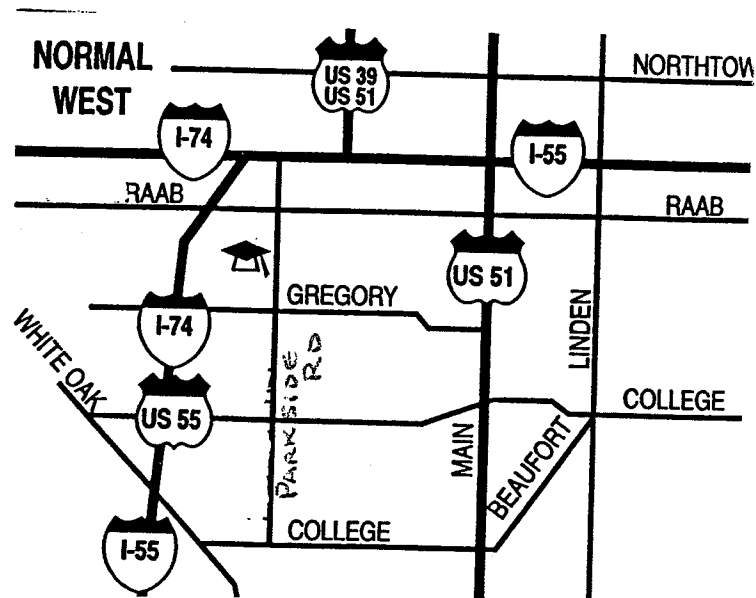 NORMAL
WEST
US 39
US 51
NORTHTOW
I-74
I-55
RAAB
RAAB
US 51
GREGORY
I-74
LINDEN
WHITE OAK
PARKSIDE
RD
US 55
COLLEGE
MAIN
BEAUFORT
I-55
COLLEGE